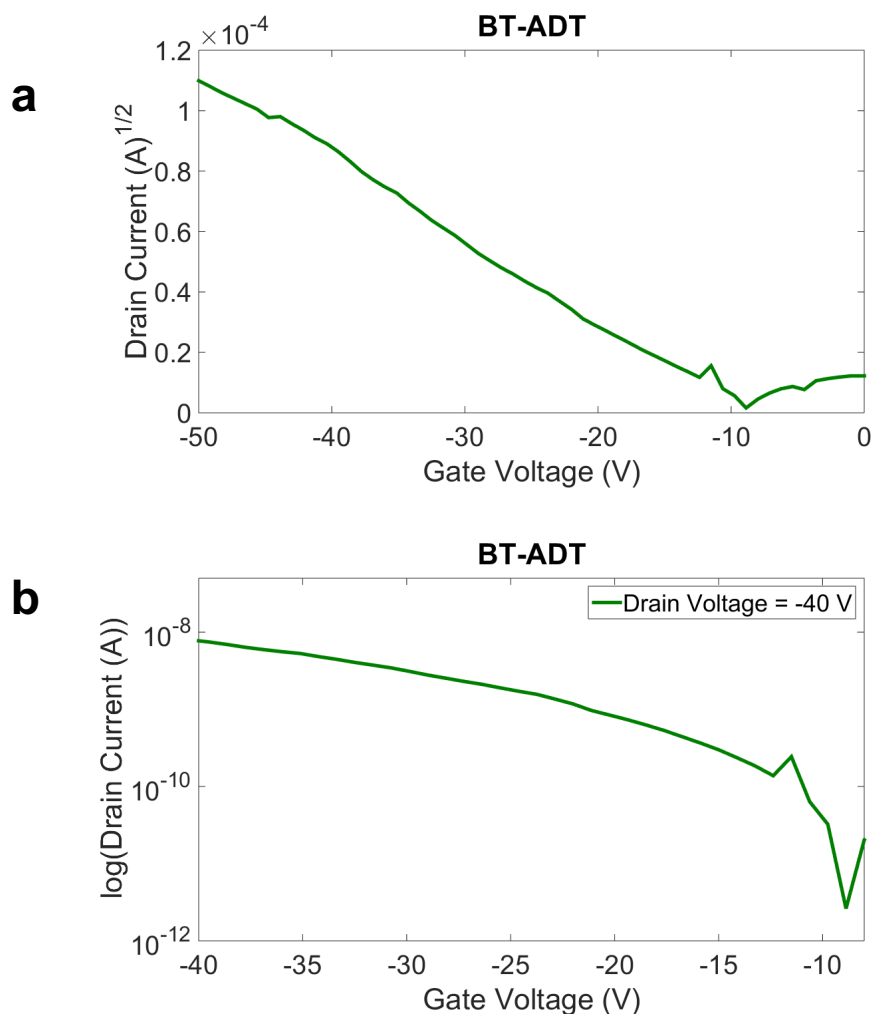 a
BT-ADT
×10⁻⁴
1.2
1
0.8
0.6
0.4
0.2
0
Drain Current (A)¹ᐟ²
-50 -40 -30 -20 -10 0
Gate Voltage (V)
b
BT-ADT
Drain Voltage = -40 V
10⁻⁸
10⁻¹⁰
10⁻¹²
log(Drain Current (A))
-40 -35 -30 -25 -20 -15 -10
Gate Voltage (V)